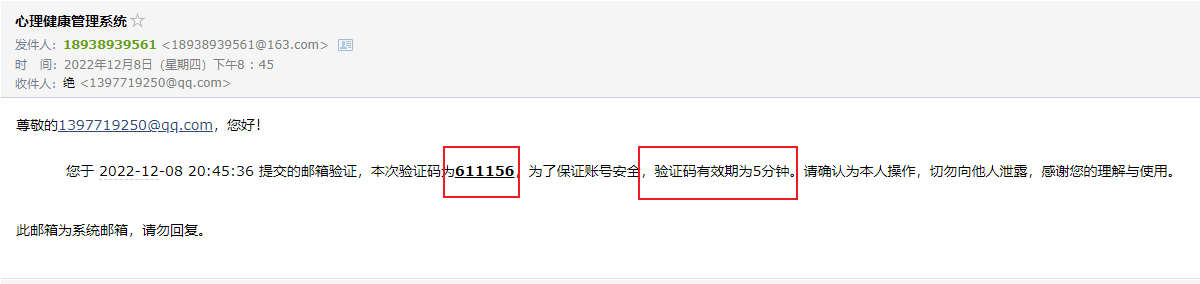 心理健康管理系统☆
发件人：18938939561 <18938939561@163.com>
时　间：2022年12月8日（星期四）下午8：45
收件人：绝 <1397719250@qq.com>
尊敬的1397719250@qq.com，您好！
您于 2022-12-08 20:45:36 提交的邮箱验证，本次验证码为611156，为了保证账号安全，验证码有效期为5分钟。请确认为本人操作，切勿向他人泄露，感谢您的理解与使用。
此邮箱为系统邮箱，请勿回复。